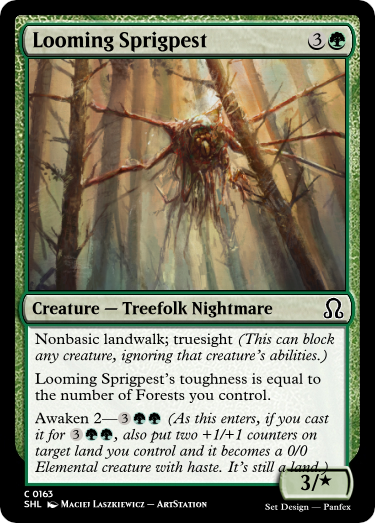 Looming Sprigpest 3
Creature — Treefolk Nightmare
Nonbasic landwalk; truesight (This can block
any creature, ignoring that creature's abilities.)
Looming Sprigpest's toughness is equal to
the number of Forests you control.
Awaken 2—3 (As this enters, if you cast
it for 3, also put two +1/+1 counters on
target land you control and it becomes a 0/0
Elemental creature with haste. It's still a land.)
3/★
C 0163
SHL Maciej Laszkiewicz — ArtStation
Set Design — Panfex